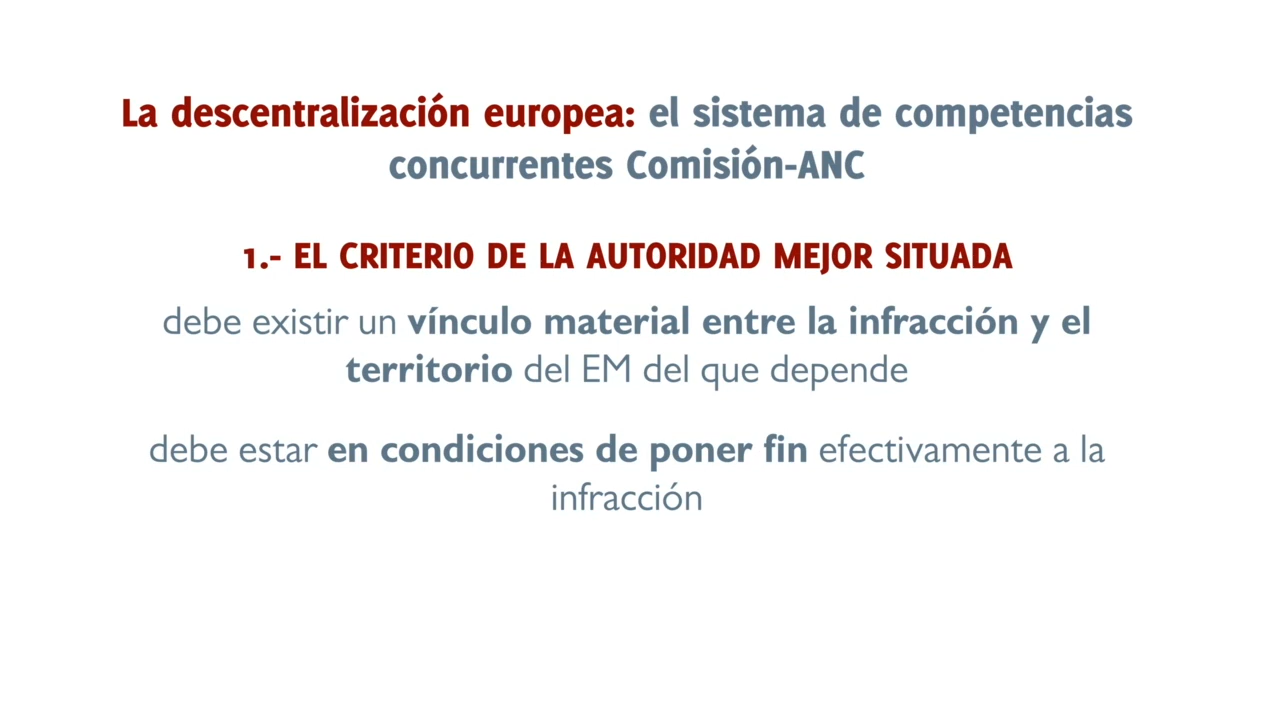 La descentralización europea: el sistema de competencias
concurrentes Comisión-ANC
1.- EL CRITERIO DE LA AUTORIDAD MEJOR SITUADA
debe existir un vínculo material entre la infracción y el
territorio del EM del que depende
debe estar en condiciones de poner fin efectivamente a la
infracción